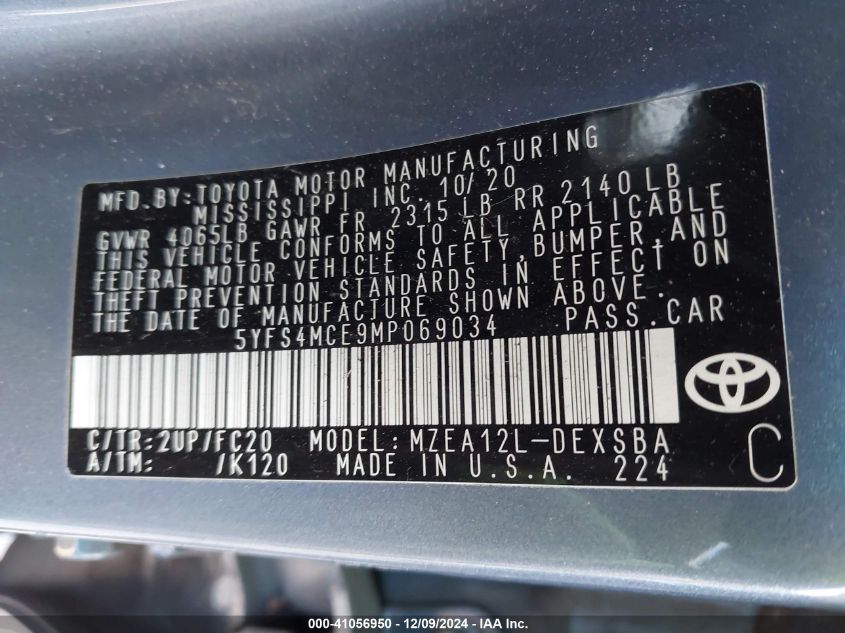 MFD. BY: TOYOTA MOTOR MANUFACTURING
MISSISSIPPI INC. 10/20
GVWR 4065LB GAWR FR 2315 LB RR 2140 LB
THIS VEHICLE CONFORMS TO ALL APPLICABLE
FEDERAL MOTOR VEHICLE SAFETY, BUMPER, AND
THEFT PREVENTION STANDARDS IN EFFECT ON
THE DATE OF MANUFACTURE SHOWN ABOVE.
5YFS4MCE9MP069034 PASS. CAR
C/TR: 2UP/FC20 MODEL: MZEA12L-DEXSBA
A/TM: /K120 MADE IN U.S.A. 224
C
000-41056950 - 12/09/2024 - IAA Inc.